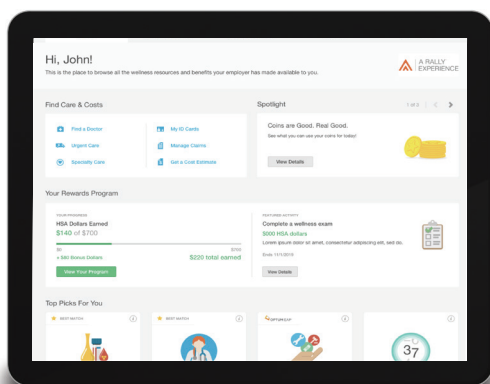 Hi, John!
This is the place to browse all the wellness resources and benefits your employer has made available to you.
A RALLY
EXPERIENCE
Find Care & Costs
Find a Doctor
My ID Cards
Urgent Care
Manage Claims
Specialty Care
Get a Cost Estimate
Spotlight
1 of 3
Coins are Good. Real Good.
See what you can use your coins for today!
View Details
Your Rewards Program
YOUR PROGRESS
HSA Dollars Earned
$140 of $700
$0
$700
+ $80 Bonus Dollars
$220 total earned
View Your Program
FEATURED ACTIVITY
Complete a wellness exam
$000 HSA dollars
Lorem ipsum dolor sit amet, consectetur adipiscing elit, sed do.
View Details
Top Picks For You
BEST MATCH
BEST MATCH
37